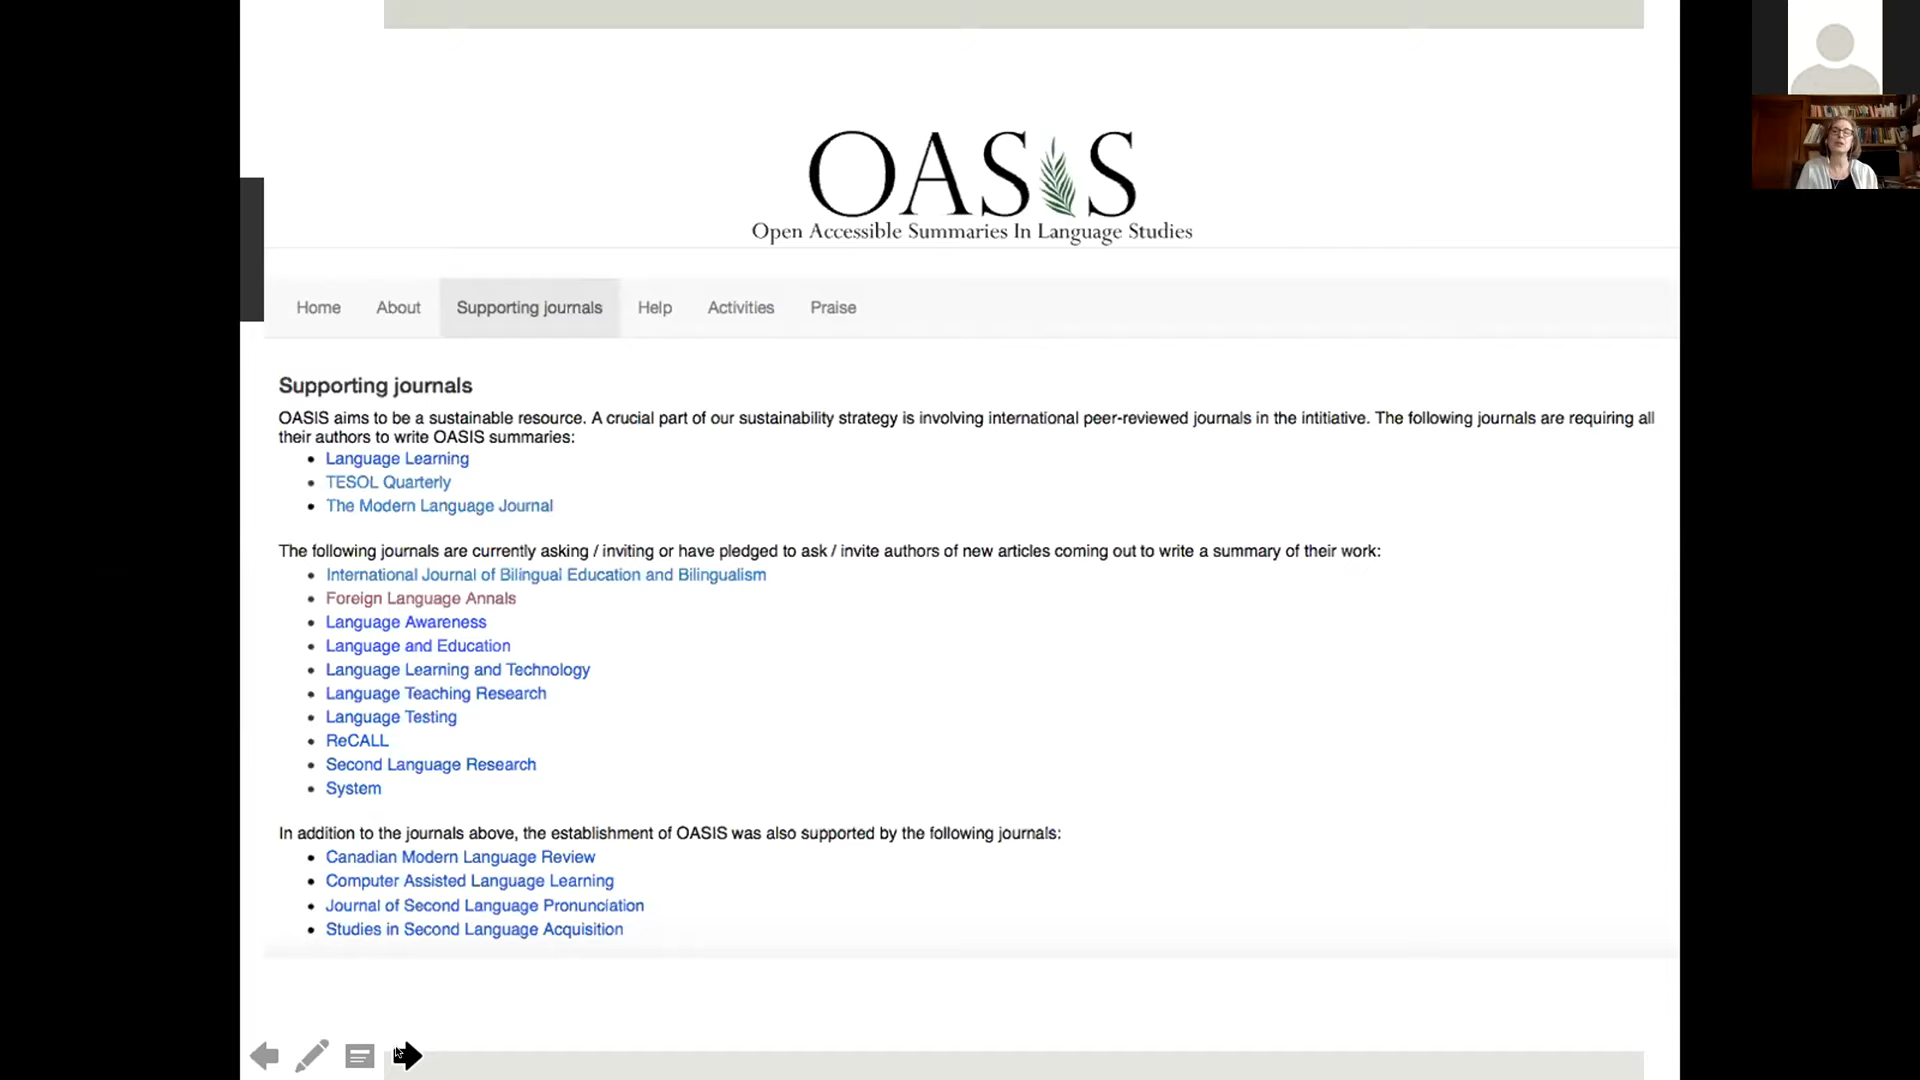 OASIS
Open Accessible Summaries In Language Studies
Home About Supporting journals Help Activities Praise
Supporting journals
OASIS aims to be a sustainable resource. A crucial part of our sustainability strategy is involving international peer-reviewed journals in the intitiative. The following journals are requiring all
their authors to write OASIS summaries:
Language Learning
TESOL Quarterly
The Modern Language Journal
The following journals are currently asking / inviting or have pledged to ask / invite authors of new articles coming out to write a summary of their work:
International Journal of Bilingual Education and Bilingualism
Foreign Language Annals
Language Awareness
Language and Education
Language Learning and Technology
Language Teaching Research
Language Testing
ReCALL
Second Language Research
System
In addition to the journals above, the establishment of OASIS was also supported by the following journals:
Canadian Modern Language Review
Computer Assisted Language Learning
Journal of Second Language Pronunciation
Studies in Second Language Acquisition